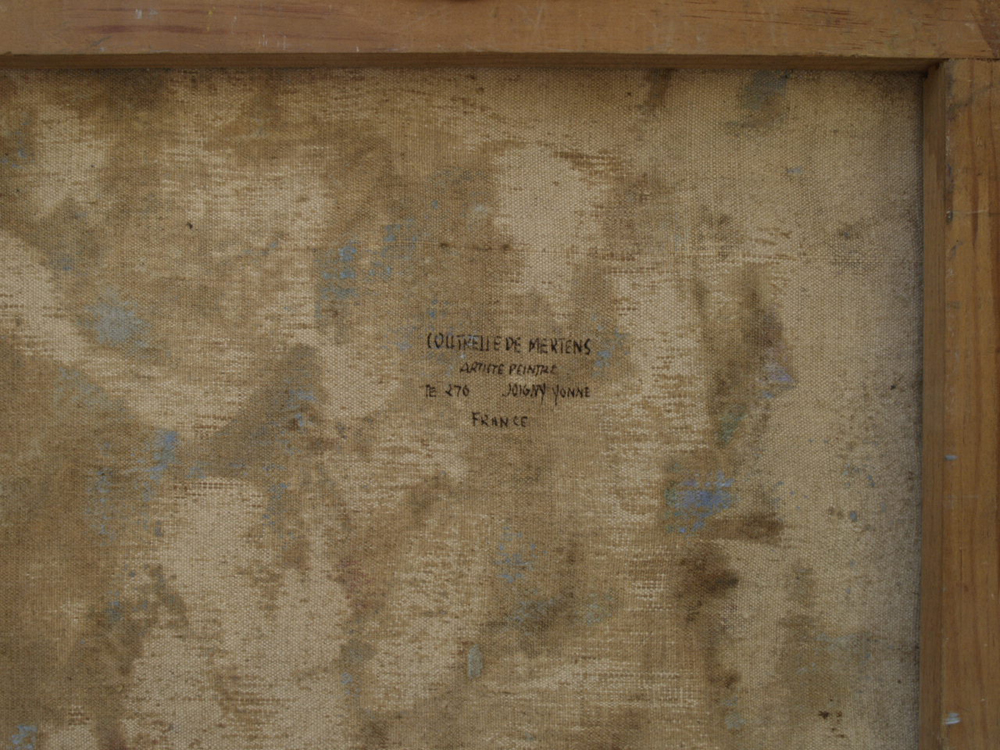 COUTRELLE DE MERTENS
ARTISTE PEINTRE
TE 270 JOIGNY YONNE
FRANCE